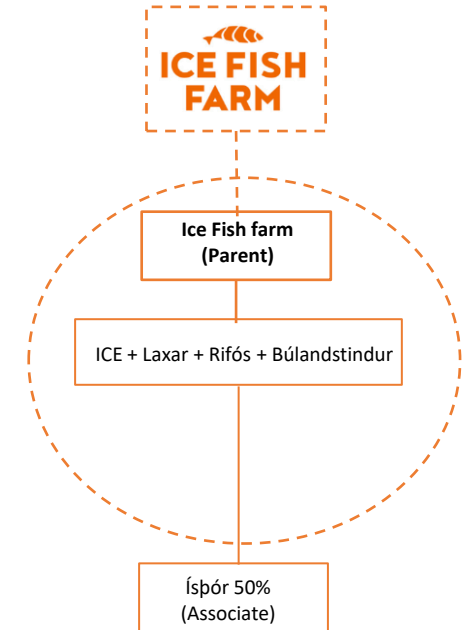 ICE FISH
FARM
Ice Fish farm
(Parent)
ICE + Laxar + Rifós + Búlandstindur
Ísþór 50%
(Associate)